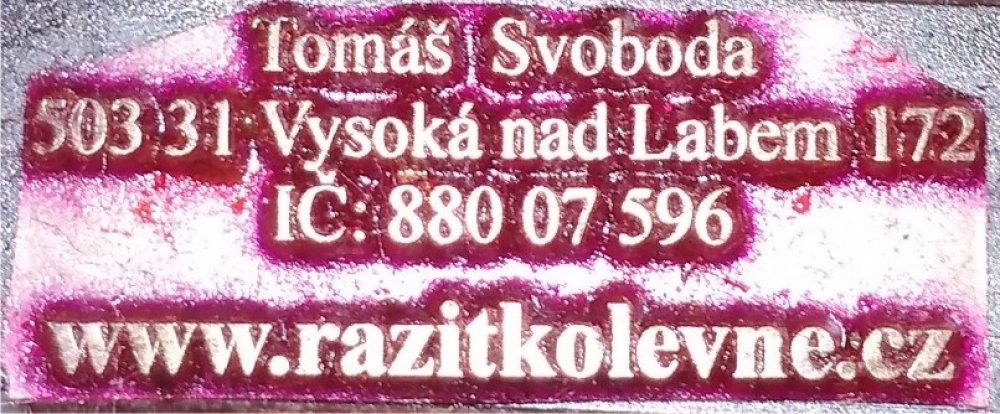 Tomáš Svoboda
503 31 Vysoká nad Labem 172
IČ: 880 07 596
www.razitkolevne.cz